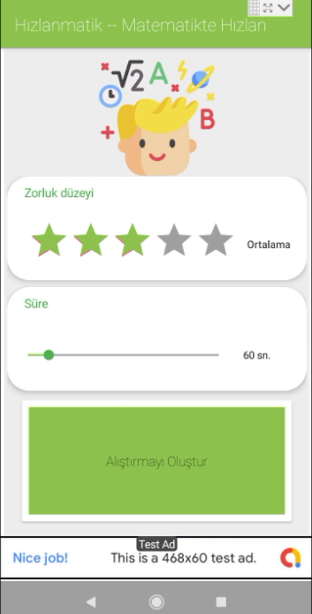 Hızlanmatik -- Matematikte Hızlan
√2 A
B
Zorluk düzeyi
Ortalama
Süre
60 sn.
Alıştırmayı Oluştur
Test Ad
Nice job!
This is a 468x60 test ad.